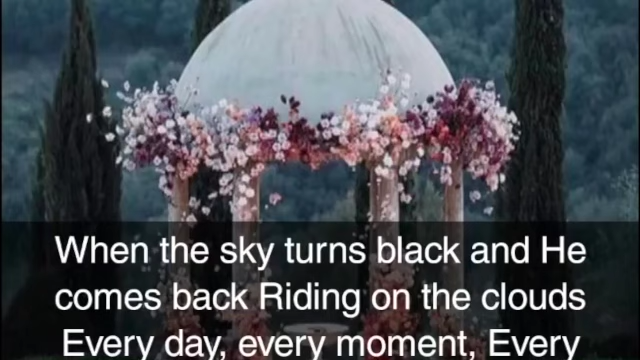 When the sky turns black and He
comes back Riding on the clouds
Every day, every moment, Every